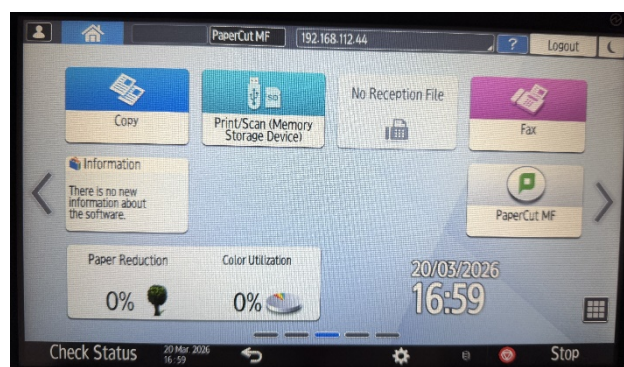 PaperCut MF
192.168.112.44
?
Logout
Copy
SD
Print/Scan (Memory
Storage Device)
No Reception File
Fax
Information
There is no new
information about
the software.
PaperCut MF
Paper Reduction
Color Utilization
0%
0%
20/03/2026
16:59
Check Status
20 Mar. 2026
16:59
Stop